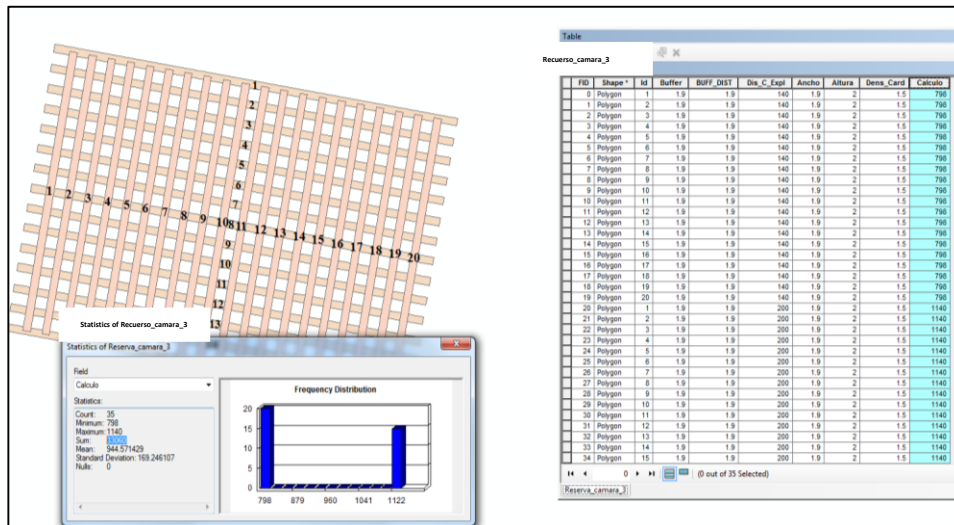 1
2
3
4
5
6
7
1 2 3 4 5 6 7 8 9 10 8 11 12 13 14 15 16 17 18 19 20
9
10
11
12
13
Statistics of Recuerso_camara_3
Statistics of Reserva_camara_3
Field
Calculo
Statistics:
Count: 35
Minimum: 798
Maximum: 1140
Sum: 33060
Mean: 944.571429
Standard Deviation: 169.246107
Nulls: 0
Frequency Distribution
20
15
10
5
0
798 879 960 1041 1122
Table
Recuerso_camara_3
FID Shape * Id Buffer BUFF_DIST Dis_C_Expl Ancho Altura Dens_Card Calculo
0 Polygon 1 1.9 1.9 140 1.9 2 1.5 798
1 Polygon 2 1.9 1.9 140 1.9 2 1.5 798
2 Polygon 3 1.9 1.9 140 1.9 2 1.5 798
3 Polygon 4 1.9 1.9 140 1.9 2 1.5 798
4 Polygon 5 1.9 1.9 140 1.9 2 1.5 798
5 Polygon 6 1.9 1.9 140 1.9 2 1.5 798
6 Polygon 7 1.9 1.9 140 1.9 2 1.5 798
7 Polygon 8 1.9 1.9 140 1.9 2 1.5 798
8 Polygon 9 1.9 1.9 140 1.9 2 1.5 798
9 Polygon 10 1.9 1.9 140 1.9 2 1.5 798
10 Polygon 11 1.9 1.9 140 1.9 2 1.5 798
11 Polygon 12 1.9 1.9 140 1.9 2 1.5 798
12 Polygon 13 1.9 1.9 140 1.9 2 1.5 798
13 Polygon 14 1.9 1.9 140 1.9 2 1.5 798
14 Polygon 15 1.9 1.9 140 1.9 2 1.5 798
15 Polygon 16 1.9 1.9 140 1.9 2 1.5 798
16 Polygon 17 1.9 1.9 140 1.9 2 1.5 798
17 Polygon 18 1.9 1.9 140 1.9 2 1.5 798
18 Polygon 19 1.9 1.9 140 1.9 2 1.5 798
19 Polygon 20 1.9 1.9 140 1.9 2 1.5 798
20 Polygon 1 1.9 1.9 200 1.9 2 1.5 1140
21 Polygon 2 1.9 1.9 200 1.9 2 1.5 1140
22 Polygon 3 1.9 1.9 200 1.9 2 1.5 1140
23 Polygon 4 1.9 1.9 200 1.9 2 1.5 1140
24 Polygon 5 1.9 1.9 200 1.9 2 1.5 1140
25 Polygon 6 1.9 1.9 200 1.9 2 1.5 1140
26 Polygon 7 1.9 1.9 200 1.9 2 1.5 1140
27 Polygon 8 1.9 1.9 200 1.9 2 1.5 1140
28 Polygon 9 1.9 1.9 200 1.9 2 1.5 1140
29 Polygon 10 1.9 1.9 200 1.9 2 1.5 1140
30 Polygon 11 1.9 1.9 200 1.9 2 1.5 1140
31 Polygon 12 1.9 1.9 200 1.9 2 1.5 1140
32 Polygon 13 1.9 1.9 200 1.9 2 1.5 1140
33 Polygon 14 1.9 1.9 200 1.9 2 1.5 1140
34 Polygon 15 1.9 1.9 200 1.9 2 1.5 1140
0 (0 out of 35 Selected)
Reserva_camara_3